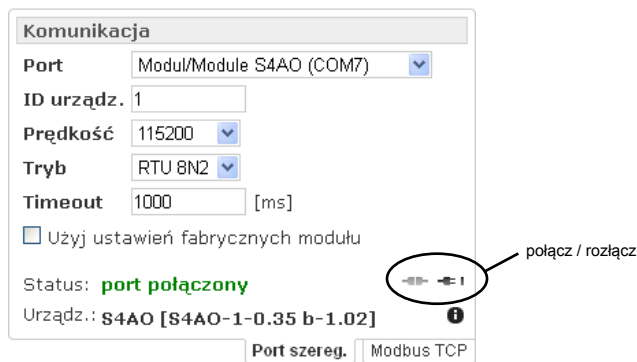 Komunikacja
Port Modul/Module S4AO (COM7)
ID urządz. 1
Prędkość 115200
Tryb RTU 8N2
Timeout 1000 [ms]
Użyj ustawień fabrycznych modułu
połącz / rozłącz
Status: port połączony
Urządz.: S4AO [S4AO-1-0.35 b-1.02]
Port szereg. Modbus TCP